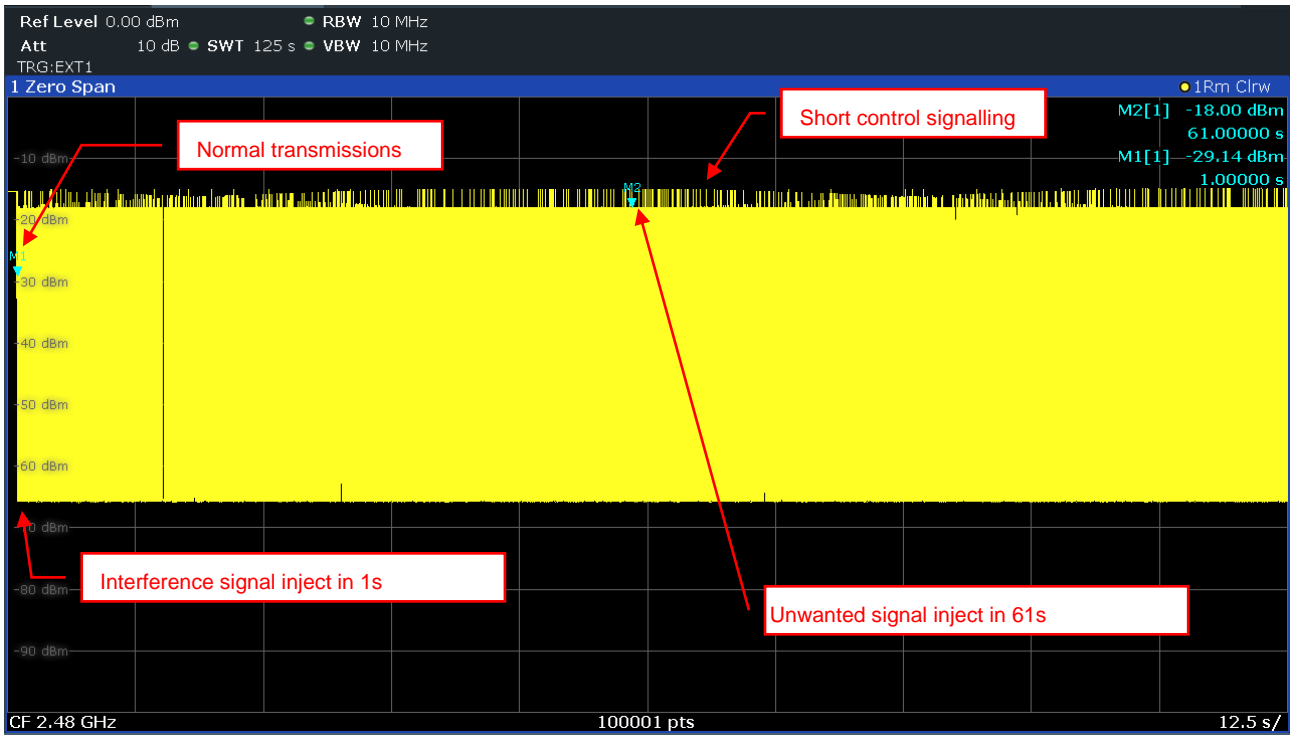 Ref Level 0.00 dBm RBW 10 MHz
Att 10 dB SWT 125 s VBW 10 MHz
TRG:EXT1
1 Zero Span 1Rm Clrw
M2[1] -18.00 dBm
61.00000 s
M1[1] -29.14 dBm
1.00000 s
Short control signalling
Normal transmissions
-10 dBm
M2
-20 dBm
M1
-30 dBm
-40 dBm
-50 dBm
-60 dBm
-70 dBm
Interference signal inject in 1s
-80 dBm
Unwanted signal inject in 61s
-90 dBm
CF 2.48 GHz 100001 pts 12.5 s/